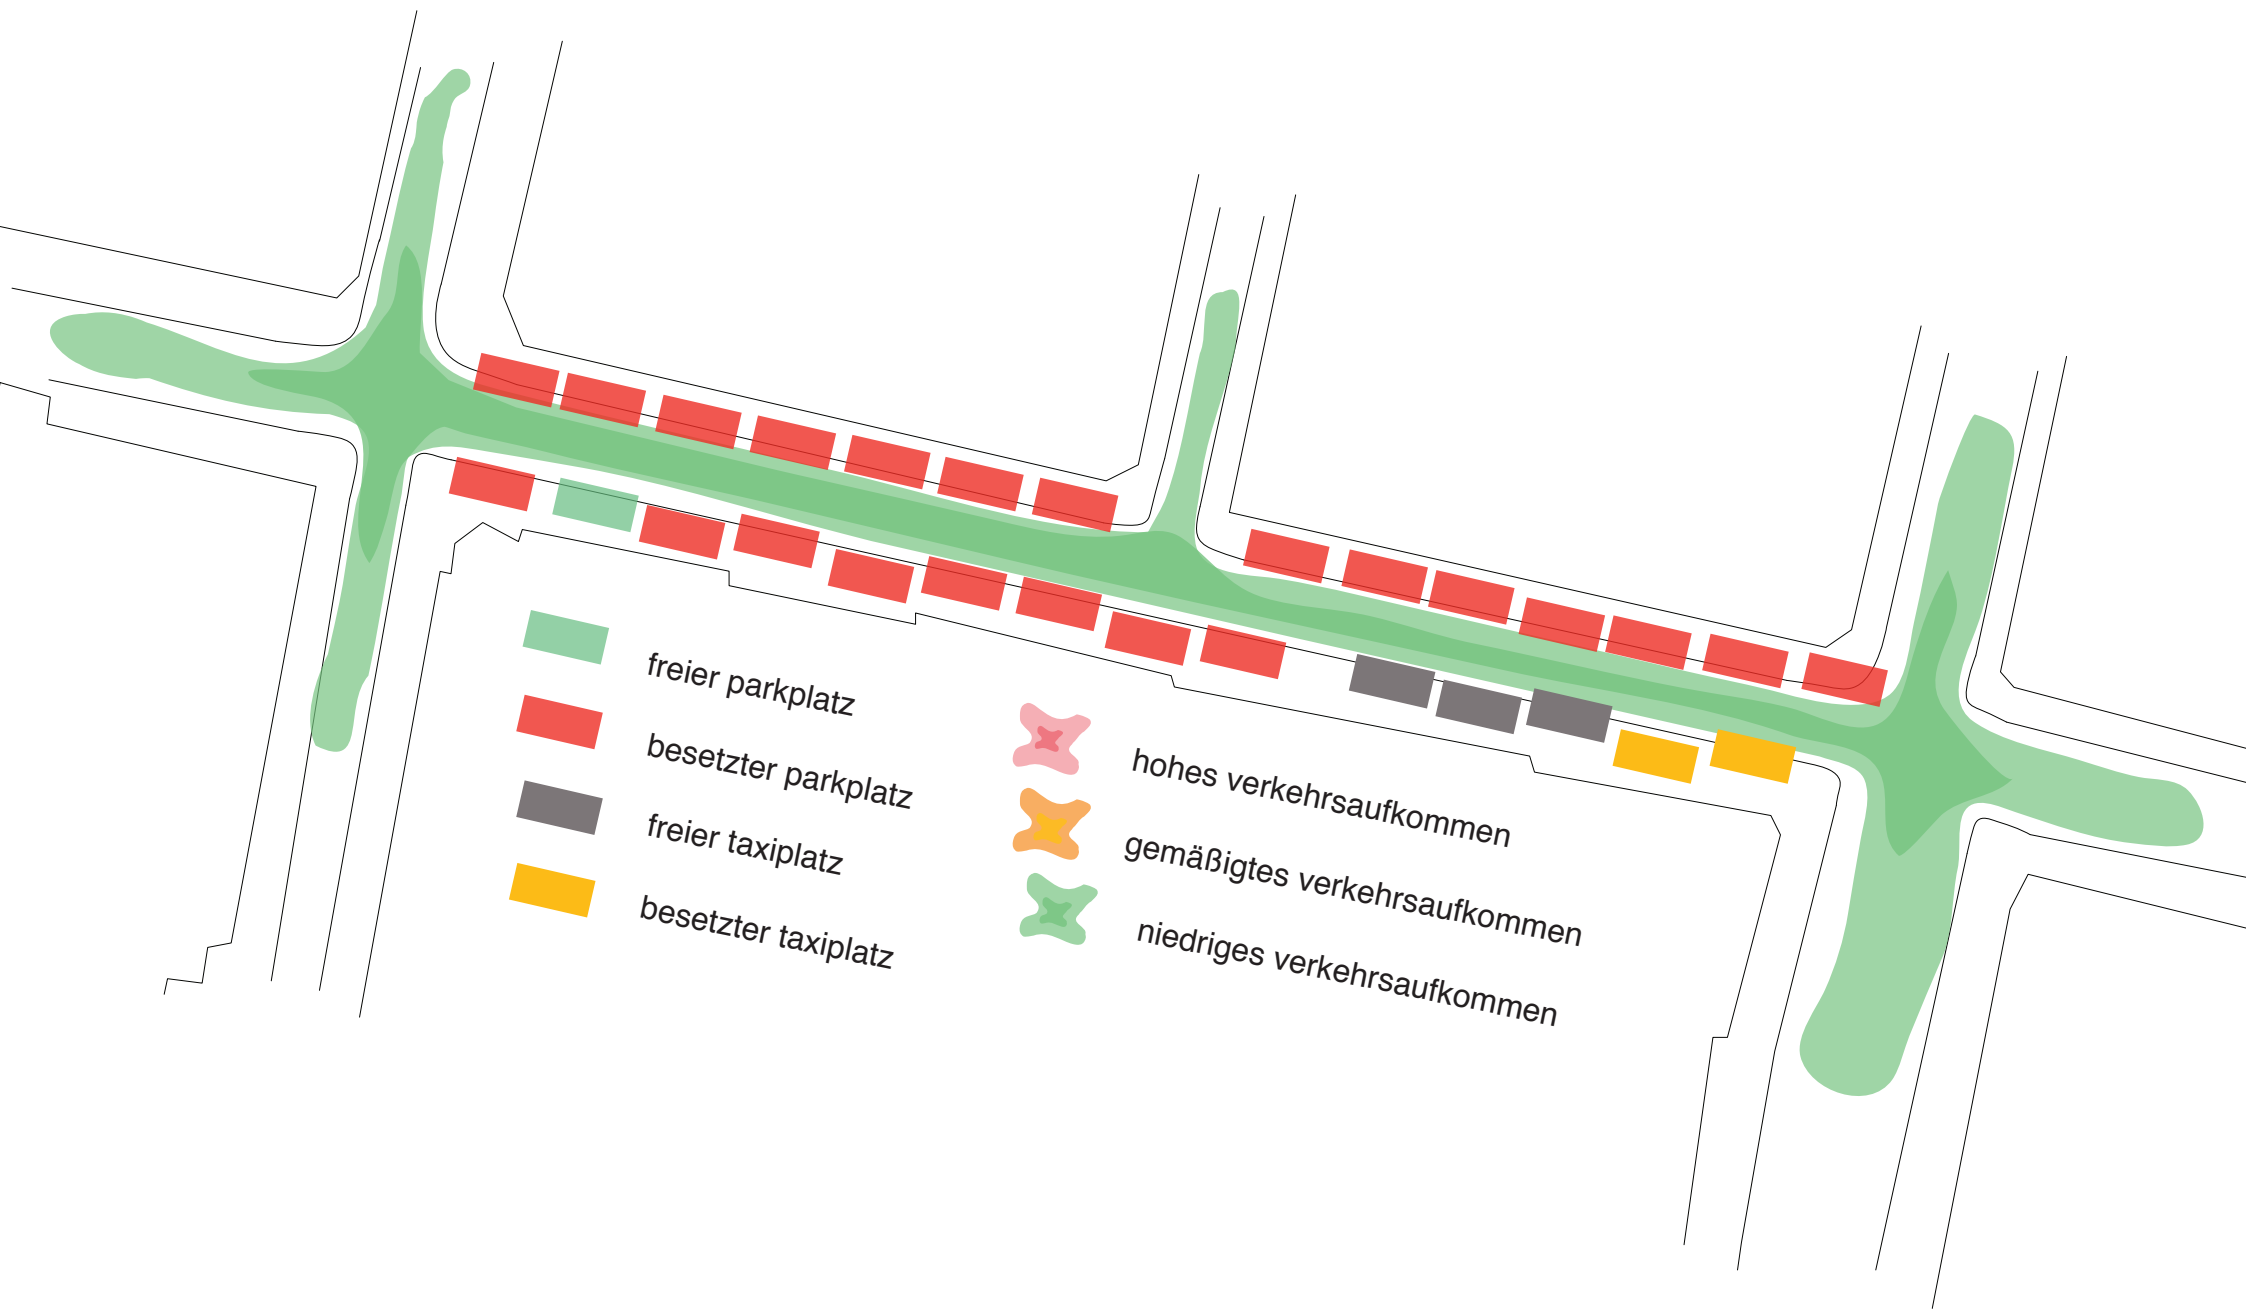 freier parkplatz
besetzter parkplatz
freier taxiplatz
besetzter taxiplatz
hohes verkehrsaufkommen
gemäßigtes verkehrsaufkommen
niedriges verkehrsaufkommen